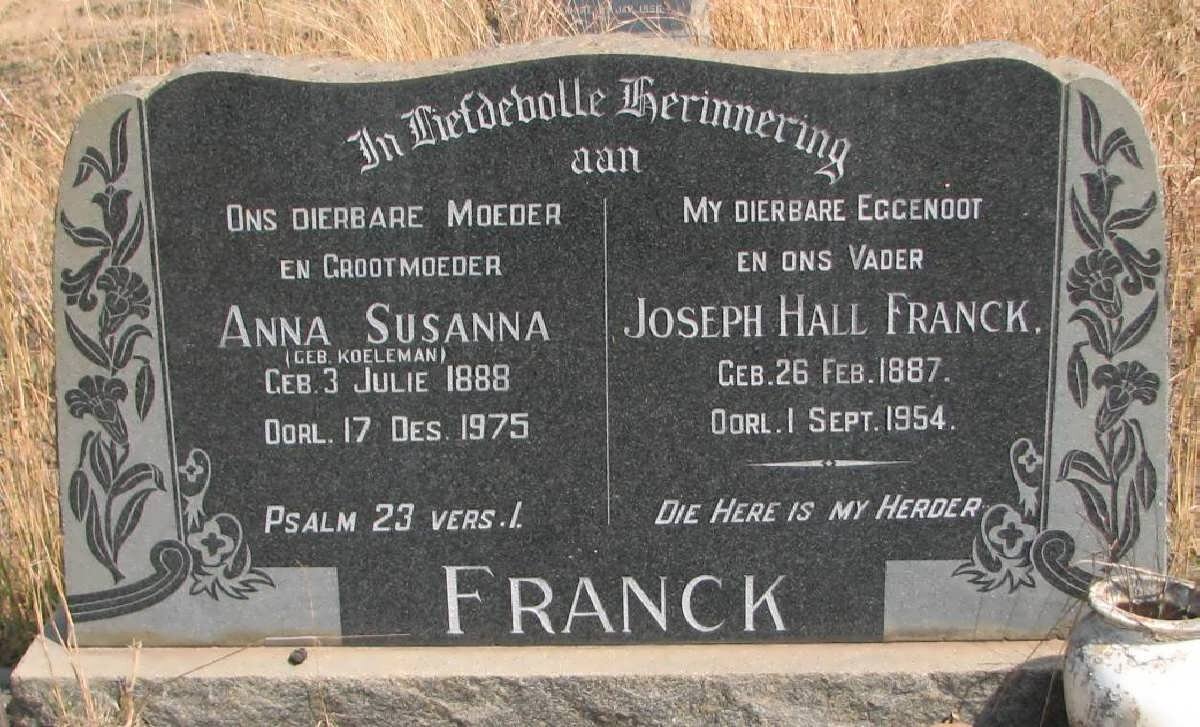 In Liefdevolle Herinnering
aan
ONS DIERBARE MOEDER
EN GROOTMOEDER
ANNA SUSANNA
(GEB. KOELEMAN)
GEB. 3 JULIE 1888
OORL. 17 DES. 1975
PSALM 23 VERS. 1.
MY DIERBARE EGGENOOT
EN ONS VADER
JOSEPH HALL FRANCK.
GEB. 26 FEB. 1887.
OORL. 1 SEPT. 1954.
DIE HERE IS MY HERDER
FRANCK